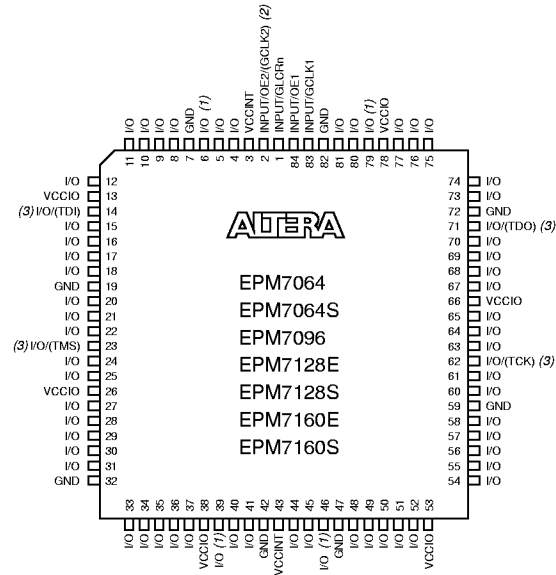 I/O I/O I/O I/O GND I/O (1) I/O I/O VCCINT INPUT/OE2/(GCLK2) (2) INPUT/GLCRn INPUT/OE1 INPUT/GCLK1 GND I/O I/O I/O (1) VCCIO I/O I/O I/O
11 10 9 8 7 6 5 4 3 2 1 84 83 82 81 80 79 78 77 76 75
I/O 12 74 I/O
VCCIO 13 73 I/O
(3) I/O/(TDI) 14 72 GND
I/O 15 71 I/O/(TDO) (3)
I/O 16 70 I/O
I/O 17 69 I/O
I/O 18 68 I/O
GND 19 67 I/O
I/O 20 66 VCCIO
I/O 21 65 I/O
I/O 22 64 I/O
(3) I/O/(TMS) 23 63 I/O
I/O 24 62 I/O/(TCK) (3)
I/O 25 61 I/O
VCCIO 26 60 I/O
I/O 27 59 GND
I/O 28 58 I/O
I/O 29 57 I/O
I/O 30 56 I/O
I/O 31 55 I/O
GND 32 54 I/O
ALTERA
EPM7064
EPM7064S
EPM7096
EPM7128E
EPM7128S
EPM7160E
EPM7160S
33 34 35 36 37 38 39 40 41 42 43 44 45 46 47 48 49 50 51 52 53
I/O I/O I/O I/O I/O VCCIO I/O (1) I/O I/O GND VCCINT I/O I/O I/O (1) GND I/O I/O I/O I/O I/O VCCIO